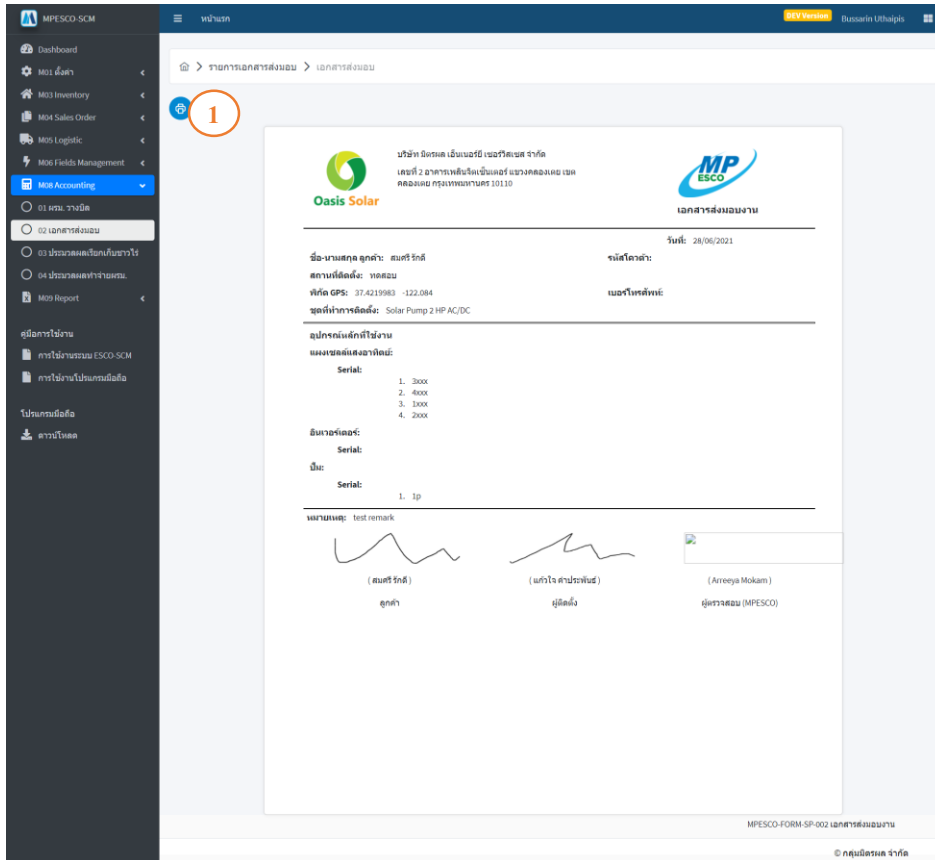 MPESCO-SCM
หน้าแรก
DEV Version
Bussarin Uthaipis
Dashboard
M01 ตั้งค่า
M03 Inventory
M04 Sales Order
M05 Logistic
M06 Fields Management
M08 Accounting
01 ผรม. วางบิล
02 เอกสารส่งมอบ
03 ประมวลผลเรียกเก็บชาวไร่
04 ประมวลผลทำจ่ายผรม.
M09 Report
คู่มือการใช้งาน
การใช้งานระบบ ESCO-SCM
การใช้งานโปรแกรมมือถือ
โปรแกรมมือถือ
ดาวน์โหลด
รายการเอกสารส่งมอบ
เอกสารส่งมอบ
1
Oasis Solar
บริษัท มิตรผล เอ็นเนอร์ยี เซอร์วิสเซส จำกัด
เลขที่ 2 อาคารเพลินจิตเซ็นเตอร์ แขวงคลองเตย เขต
คลองเตย กรุงเทพมหานคร 10110
MP
ESCO
เอกสารส่งมอบงาน
วันที่: 28/06/2021
ชื่อ-นามสกุล ลูกค้า: สมศรี รักดี
รหัสโควต้า:
สถานที่ติดตั้ง: ทดสอบ
พิกัด GPS: 37.4219983 -122.084
เบอร์โทรศัพท์:
ชุดที่ทำการติดตั้ง: Solar Pump 2 HP AC/DC
อุปกรณ์หลักที่ใช้งาน
แผงเซลล์แสงอาทิตย์:
Serial:
1. 3xxx
2. 4xxx
3. 1xxx
4. 2xxx
อินเวอร์เตอร์:
Serial:
ปั๊ม:
Serial:
1. 1p
หมายเหตุ: test remark
( สมศรี รักดี )
( แก้วใจ คำประพันธ์ )
( Arreeya Mokam )
ลูกค้า
ผู้ติดตั้ง
ผู้ตรวจสอบ (MPESCO)
MPESCO-FORM-SP-002 เอกสารส่งมอบงาน
© กลุ่มมิตรผล จำกัด